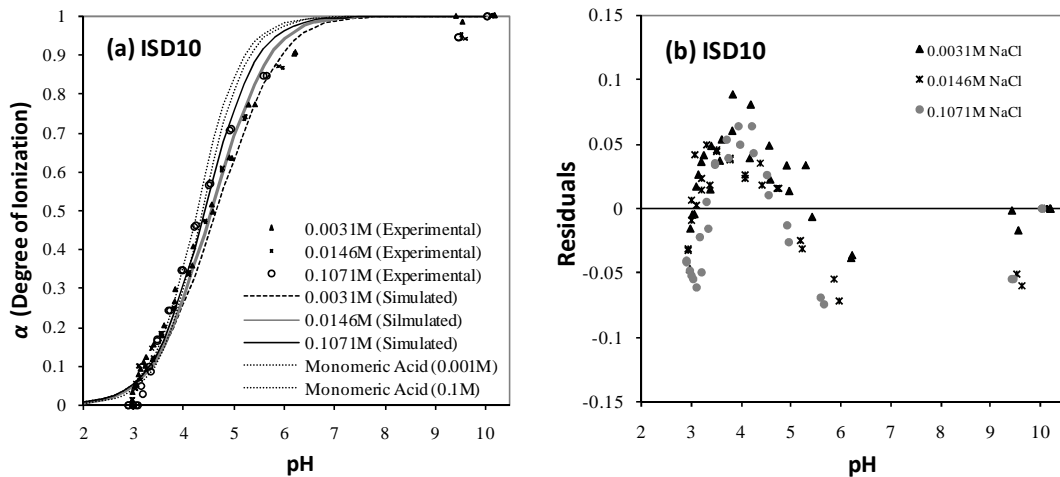 (a) ISD10
α (Degree of Ionization)
1
0.9
0.8
0.7
0.6
0.5
0.4
0.3
0.2
0.1
0
0.0031M (Experimental)
0.0146M (Experimental)
0.1071M (Experimental)
0.0031M (Simulated)
0.0146M (Silmulated)
0.1071M (Simulated)
Monomeric Acid (0.001M)
Monomeric Acid (0.1M)
2 3 4 5 6 7 8 9 10
pH
(b) ISD10
Residuals
0.15
0.1
0.05
0
-0.05
-0.1
-0.15
0.0031M NaCl
0.0146M NaCl
0.1071M NaCl
2 3 4 5 6 7 8 9 10
pH